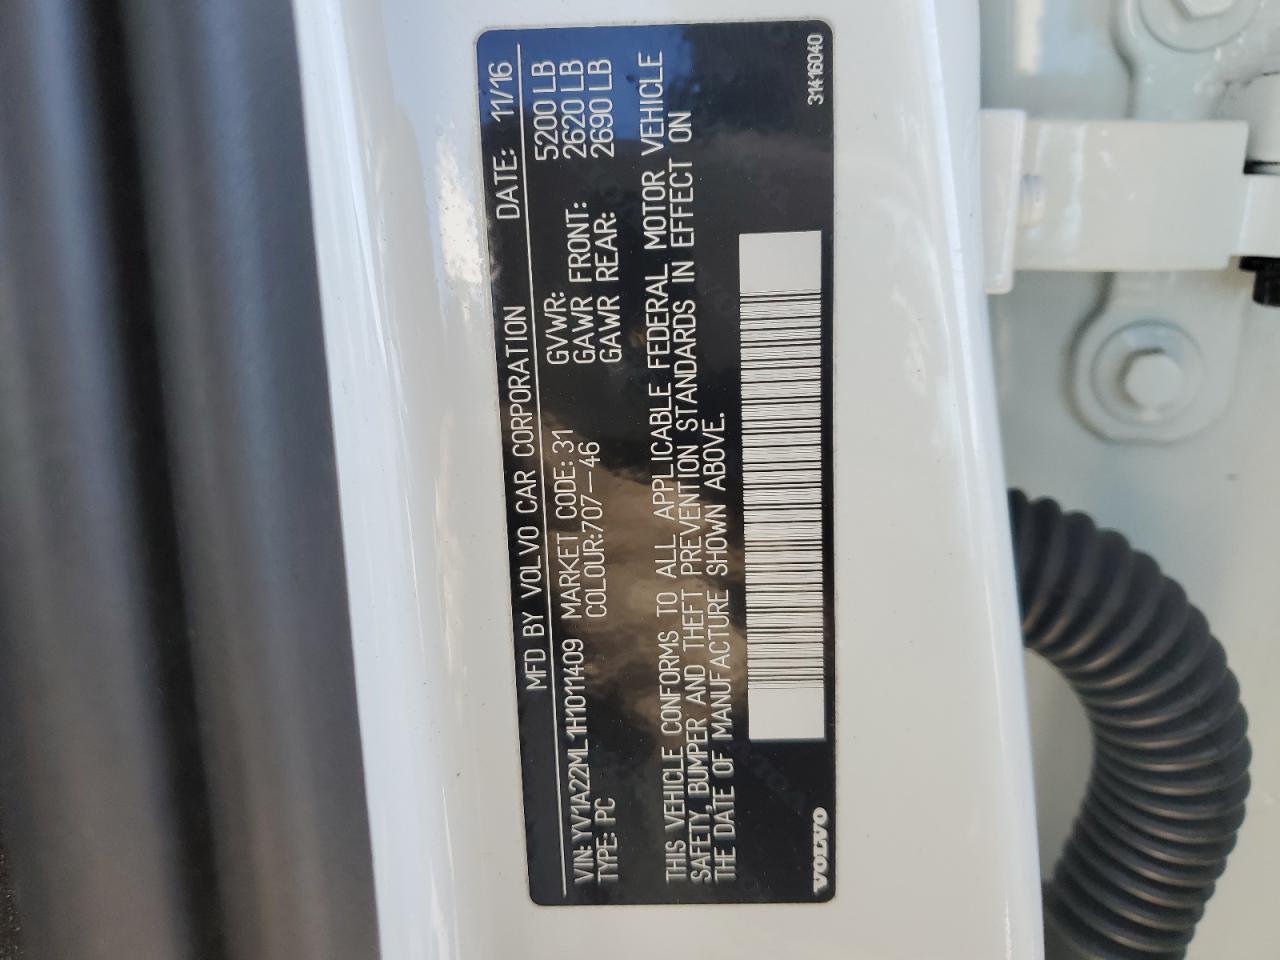 MFD BY VOLVO CAR CORPORATION DATE: 11/16
VIN: YV1A22ML1H1011409 MARKET CODE: 31 GVWR: 5200 LB
TYPE: PC COLOUR:707-46 GAWR FRONT: 2620 LB
GAWR REAR: 2690 LB
THIS VEHICLE CONFORMS TO ALL APPLICABLE FEDERAL MOTOR VEHICLE
SAFETY, BUMPER AND THEFT PREVENTION STANDARDS IN EFFECT ON
THE DATE OF MANUFACTURE SHOWN ABOVE.
VOLVO 31416040